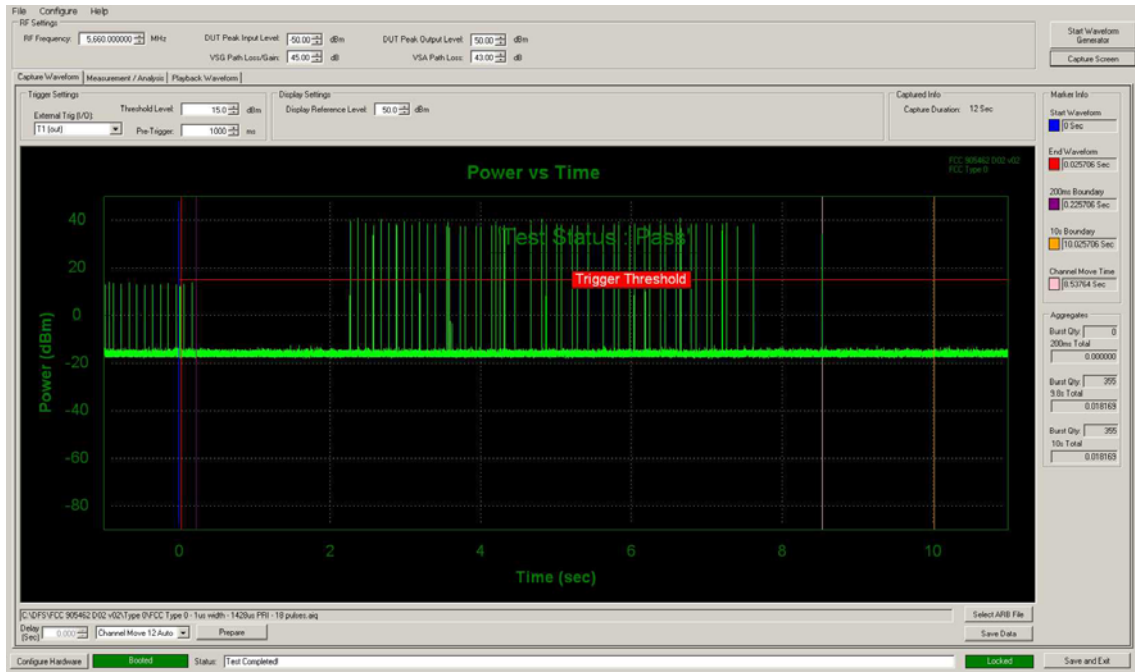 File Configure Help
RF Settings
RF Frequency: 5,660.000000 MHz DUT Peak Input Level: -50.00 dBm DUT Peak Output Level: 50.00 dBm
VSG Path Loss/Gain: 45.00 dB VSA Path Loss: 43.00 dB
Start Waveform Generator
Capture Screen
Capture Waveform Measurement / Analysis Playback Waveform
Trigger Settings
External Trig (I/O): Threshold Level: 15.0 dBm
T1 (out) Pre-Trigger: 1000 ms
Display Settings
Display Reference Level: 50.0 dBm
Captured Info
Capture Duration: 12 Sec
Marker Info
Start Waveform
0 Sec
End Waveform
0.025706 Sec
200ms Boundary
0.225706 Sec
10s Boundary
10.025706 Sec
Channel Move Time
8.53764 Sec
Aggregates
Burst Qty: 0
200ms Total
0.000000
Burst Qty: 355
9.8s Total
0.018169
Burst Qty: 355
10s Total
0.018169
Power vs Time
FCC 905462 D02 v02
FCC Type 0
Test Status : Pass
Trigger Threshold
Power (dBm)
40
20
0
-20
-40
-60
-80
0 2 4 6 8 10
Time (sec)
C:\DFS\FCC 905462 D02 v02\Type 0\FCC Type 0 - 1us width - 1428us PRI - 18 pulses.aiq
Select ARB File
Delay (Sec) 0.000 Channel Move 12 Auto Prepare
Save Data
Configure Hardware Booted Status: Test Completed! Locked Save and Exit